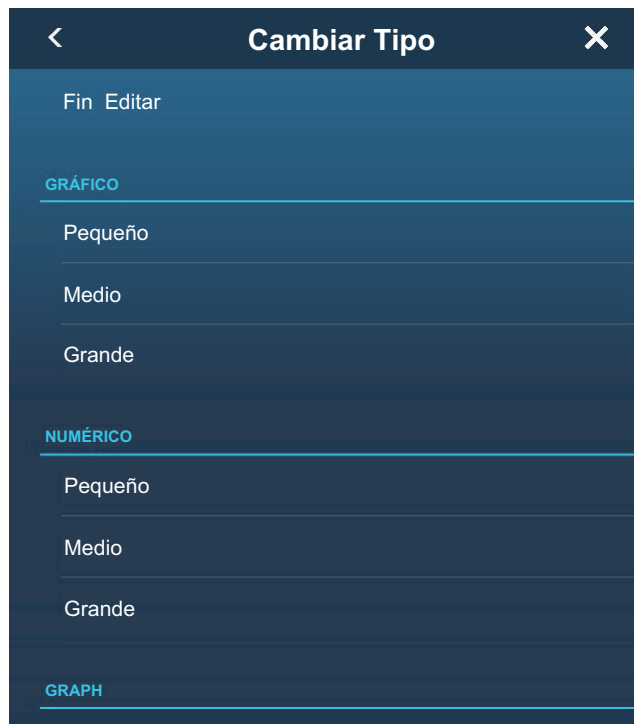 Cambiar Tipo
Fin Editar
GRÁFICO
Pequeño
Medio
Grande
NUMÉRICO
Pequeño
Medio
Grande
GRAPH